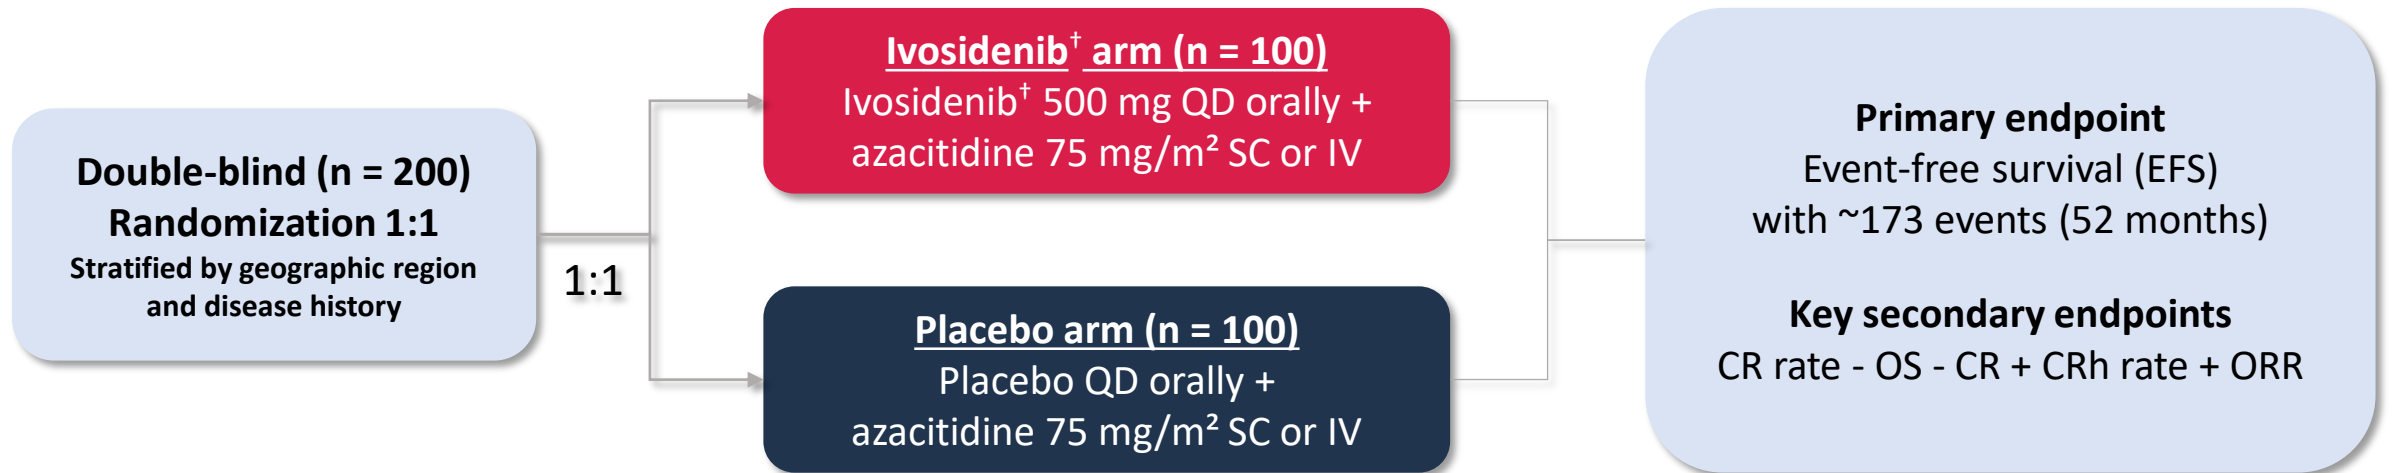 Double-blind (n = 200)
Randomization 1:1
Stratified by geographic region
and disease history
1:1
Ivosidenib† arm (n = 100)
Ivosidenib† 500 mg QD orally +
azacitidine 75 mg/m² SC or IV
Placebo arm (n = 100)
Placebo QD orally +
azacitidine 75 mg/m² SC or IV
Primary endpoint
Event-free survival (EFS)
with ~173 events (52 months)
Key secondary endpoints
CR rate - OS - CR + CRh rate + ORR